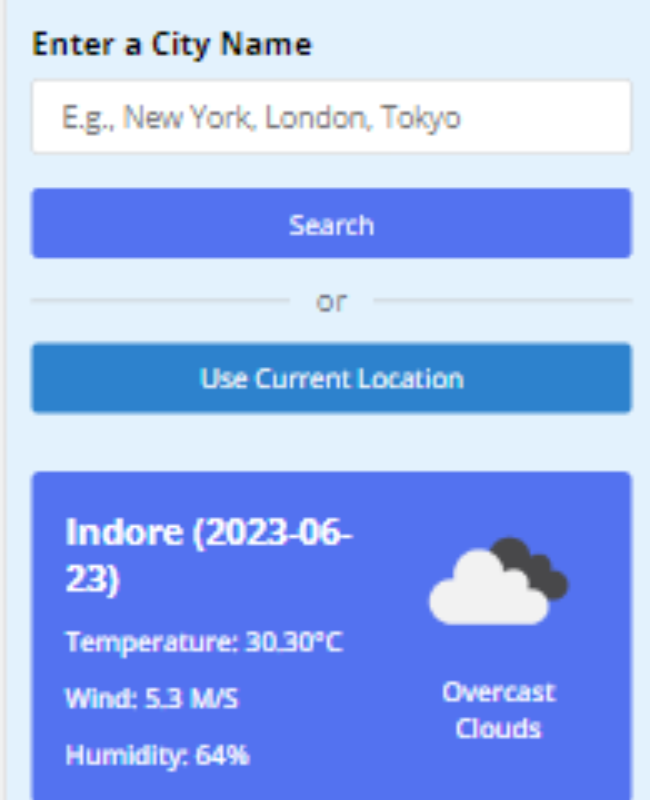 Enter a City Name
E.g., New York, London, Tokyo
Search
or
Use Current Location
Indore (2023-06-
23)
Temperature: 30.30°C
Wind: 5.3 M/S
Humidity: 64%
Overcast
Clouds